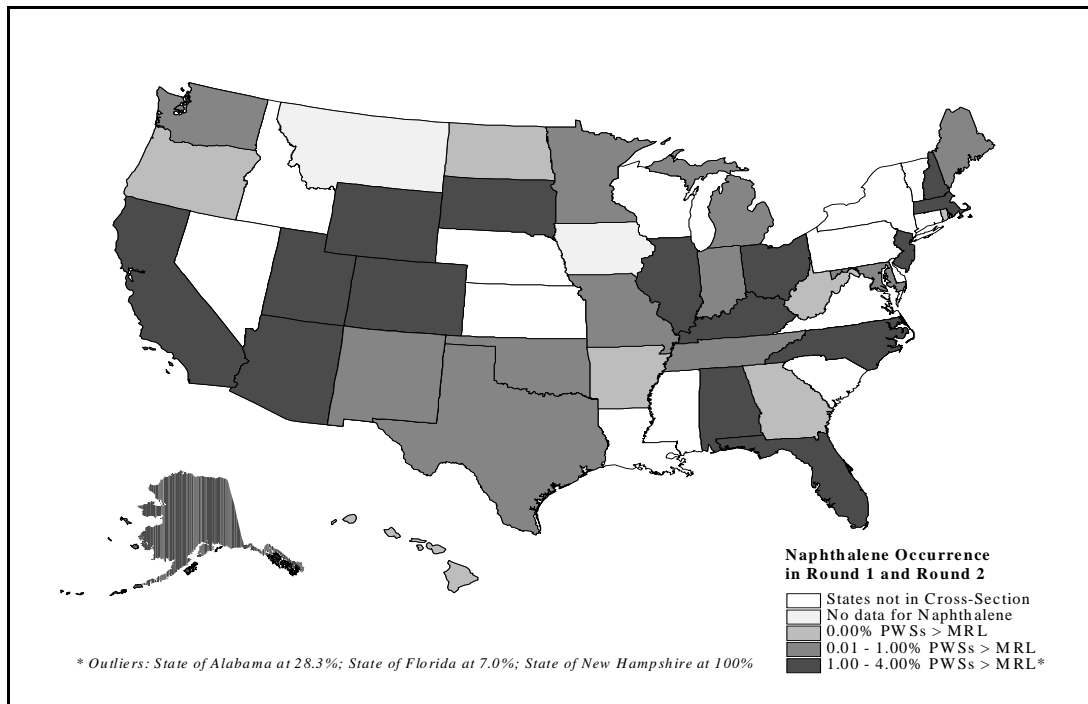 Naphthalene Occurrence
in Round 1 and Round 2
States not in Cross-Section
No data for Naphthalene
0.00% PWSs > MRL
0.01 - 1.00% PWSs > MRL
1.00 - 4.00% PWSs > MRL*
* Outliers: State of Alabama at 28.3%; State of Florida at 7.0%; State of New Hampshire at 100%